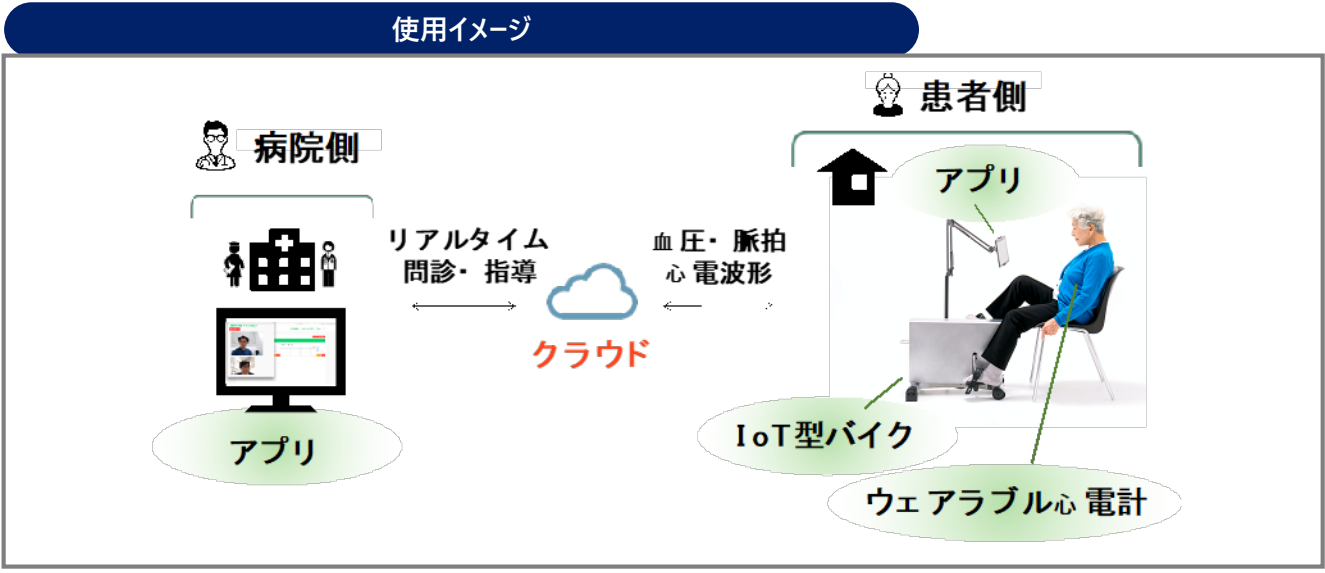 使用イメージ
患者側
病院側
アプリ
リアルタイム
問診・指導
血圧・脈拍
心電波形
クラウド
IoT型バイク
アプリ
ウェアラブル心電計